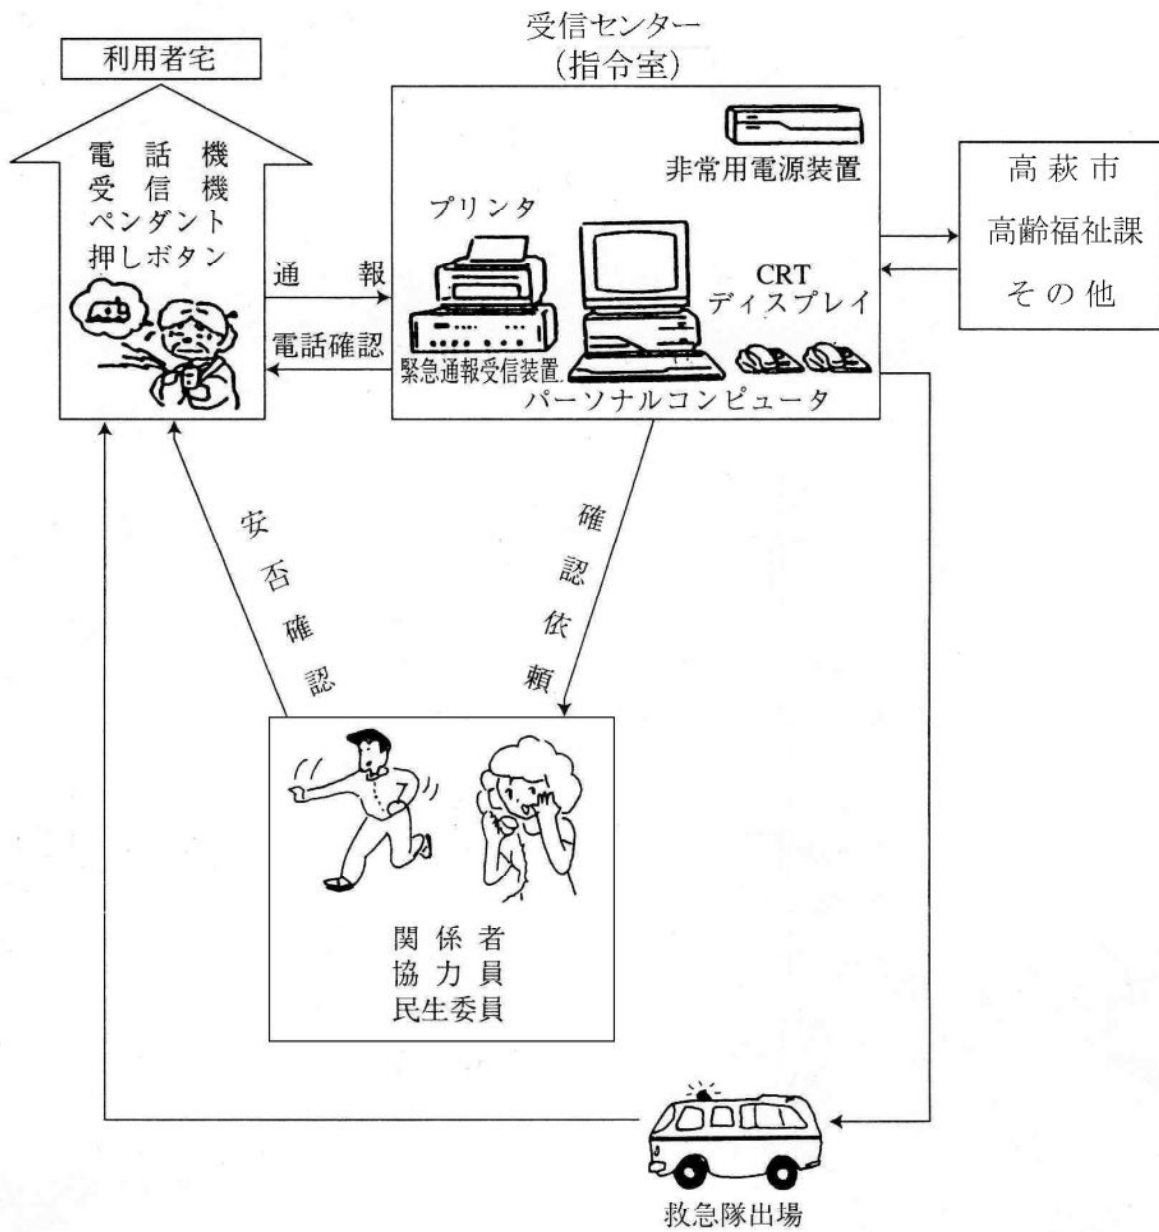 受信センター
(指令室)
利用者宅
電話機
受信機
ペンダント
押しボタン
通報
電話確認
非常用電源装置
プリンタ
CRT
ディスプレイ
緊急通報受信装置
パーソナルコンピュータ
高萩市
高齢福祉課
その他
安否確認
確認依頼
関係者
協力員
民生委員
救急隊出場